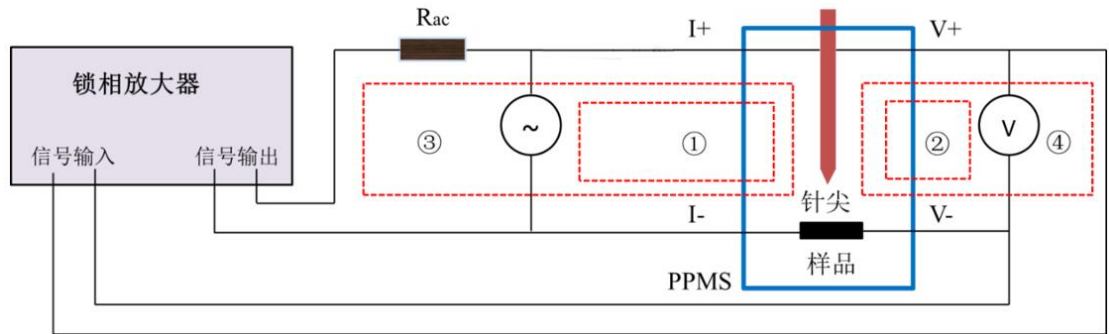 Rac
I+
V+
锁相放大器
~
V
③
①
②
④
信号输入
信号输出
针尖
I-
V-
样品
PPMS